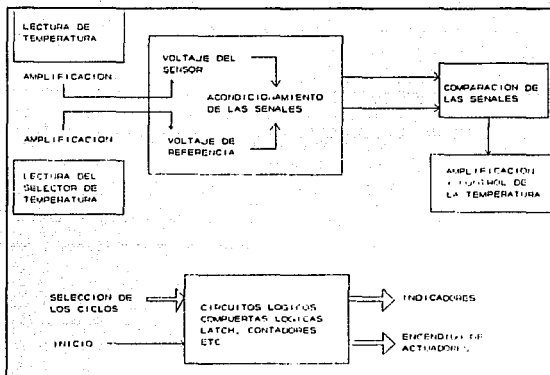 LECTURA DE
TEMPERATURA
AMPLIFICACION
VOLTAJE DEL
SENSOR
ACONDICIONAMIENTO
DE LAS SEÑALES
AMPLIFICACION
VOLTAJE DE
REFERENCIA
LECTURA DEL
SELECTOR DE
TEMPERATURA
COMPARACION DE
LAS SEÑALES
AMPLIFICACION
Y CONTROL DE
LA TEMPERATURA
SELECCION DE
LOS CICLOS
INICIO
CIRCUITOS LOGICOS
COMPUERTAS LOGICAS
LATCH, CONTADORES
ETC
INDICADORES
ENCENDIDO DE
ACTUADORES